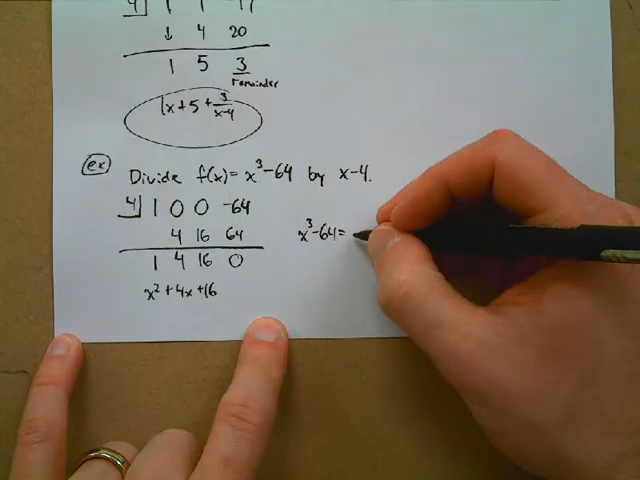 4 1 1 -17
↓ 4 20
1 5 3
remainder
1x+5+3/(x-4)
ex Divide f(x)=x³-64 by x-4.
4 1 0 0 -64
4 16 64
1 4 16 0
x²+4x+16
x³-64=